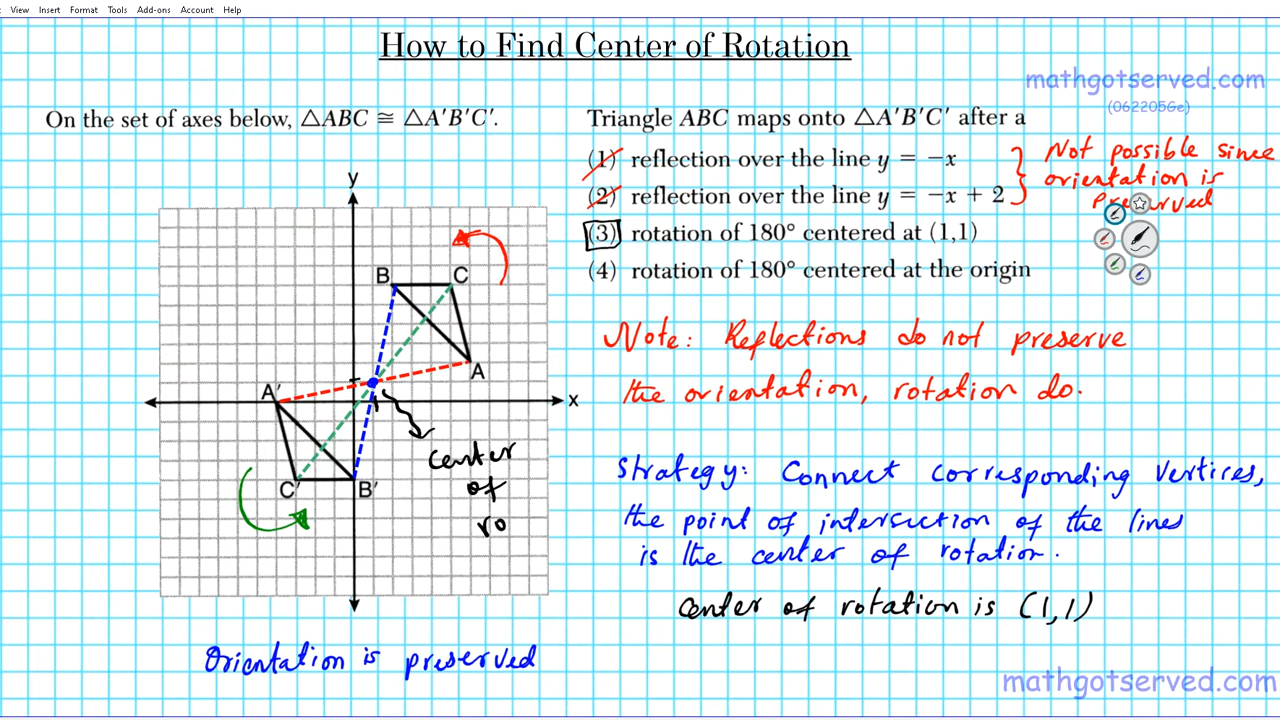 View Insert Format Tools Add-ons Account Help
How to Find Center of Rotation
mathgotserved.com
(062205Ge)
On the set of axes below, △ABC ≅ △A'B'C'.
Triangle ABC maps onto △A'B'C' after a
(1) reflection over the line y = −x
(2) reflection over the line y = −x + 2
(3) rotation of 180° centered at (1,1)
(4) rotation of 180° centered at the origin
Not possible since
orientation is
preserved
y
B
C
A
A'
x
C'
B'
1
center
of
ro
Note: Reflections do not preserve
the orientation, rotation do.
Strategy: Connect corresponding vertices,
the point of intersection of the lines
is the center of rotation.
center of rotation is (1,1)
Orientation is preserved
mathgotserved.com